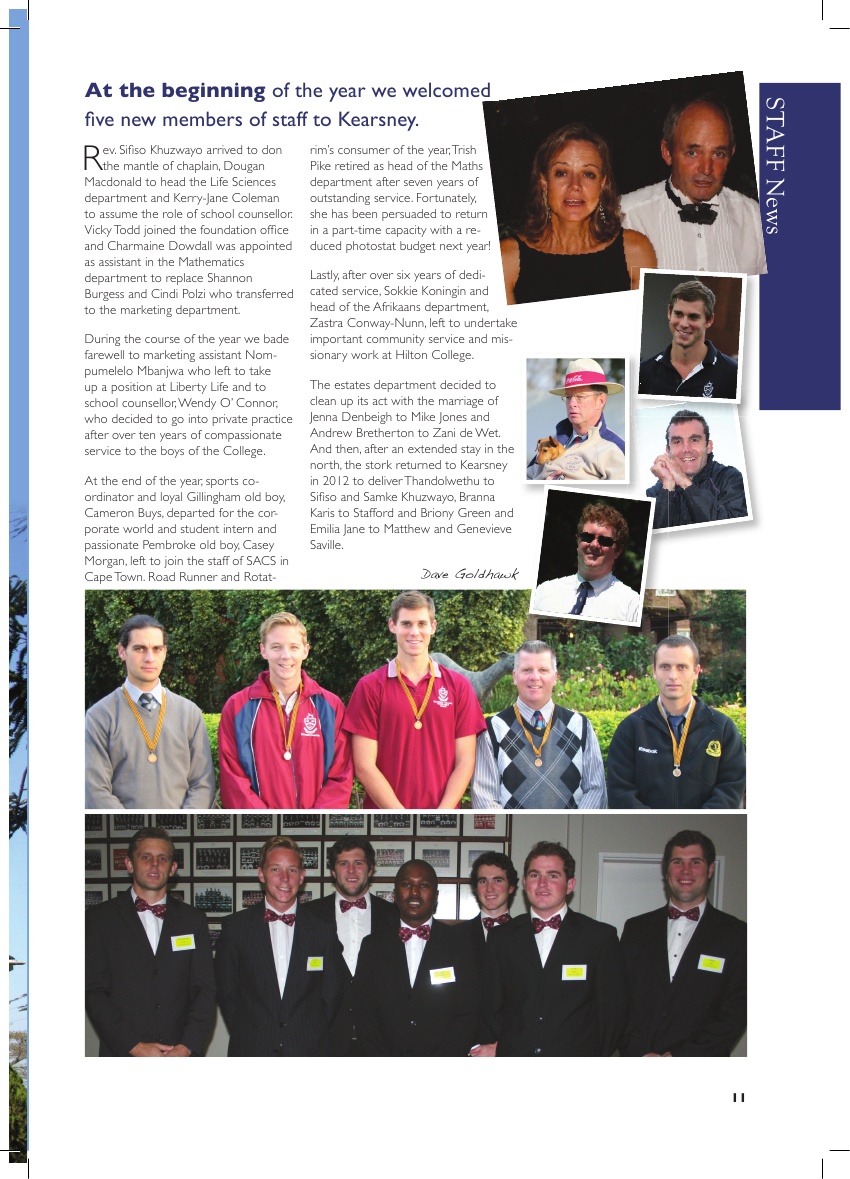 At the beginning of the year we welcomed
five new members of staff to Kearsney.
Rev. Sifiso Khuzwayo arrived to don
the mantle of chaplain, Dougan
Macdonald to head the Life Sciences
department and Kerry-Jane Coleman
to assume the role of school counsellor.
Vicky Todd joined the foundation office
and Charmaine Dowdall was appointed
as assistant in the Mathematics
department to replace Shannon
Burgess and Cindi Polzi who transferred
to the marketing department.
During the course of the year we bade
farewell to marketing assistant Nom-
pumelelo Mbanjwa who left to take
up a position at Liberty Life and to
school counsellor, Wendy O’ Connor,
who decided to go into private practice
after over ten years of compassionate
service to the boys of the College.
At the end of the year, sports co-
ordinator and loyal Gillingham old boy,
Cameron Buys, departed for the cor-
porate world and student intern and
passionate Pembroke old boy, Casey
Morgan, left to join the staff of SACS in
Cape Town. Road Runner and Rotat-
rim’s consumer of the year, Trish
Pike retired as head of the Maths
department after seven years of
outstanding service. Fortunately,
she has been persuaded to return
in a part-time capacity with a re-
duced photostat budget next year!
Lastly, after over six years of dedi-
cated service, Sokkie Koningin and
head of the Afrikaans department,
Zastra Conway-Nunn, left to undertake
important community service and mis-
sionary work at Hilton College.
The estates department decided to
clean up its act with the marriage of
Jenna Denbeigh to Mike Jones and
Andrew Bretherton to Zani de Wet.
And then, after an extended stay in the
north, the stork returned to Kearsney
in 2012 to deliver Thandolwethu to
Sifiso and Samke Khuzwayo, Branna
Karis to Stafford and Briony Green and
Emilia Jane to Matthew and Genevieve
Saville.
Dave Goldhawk
STAFF News
Reebok
11